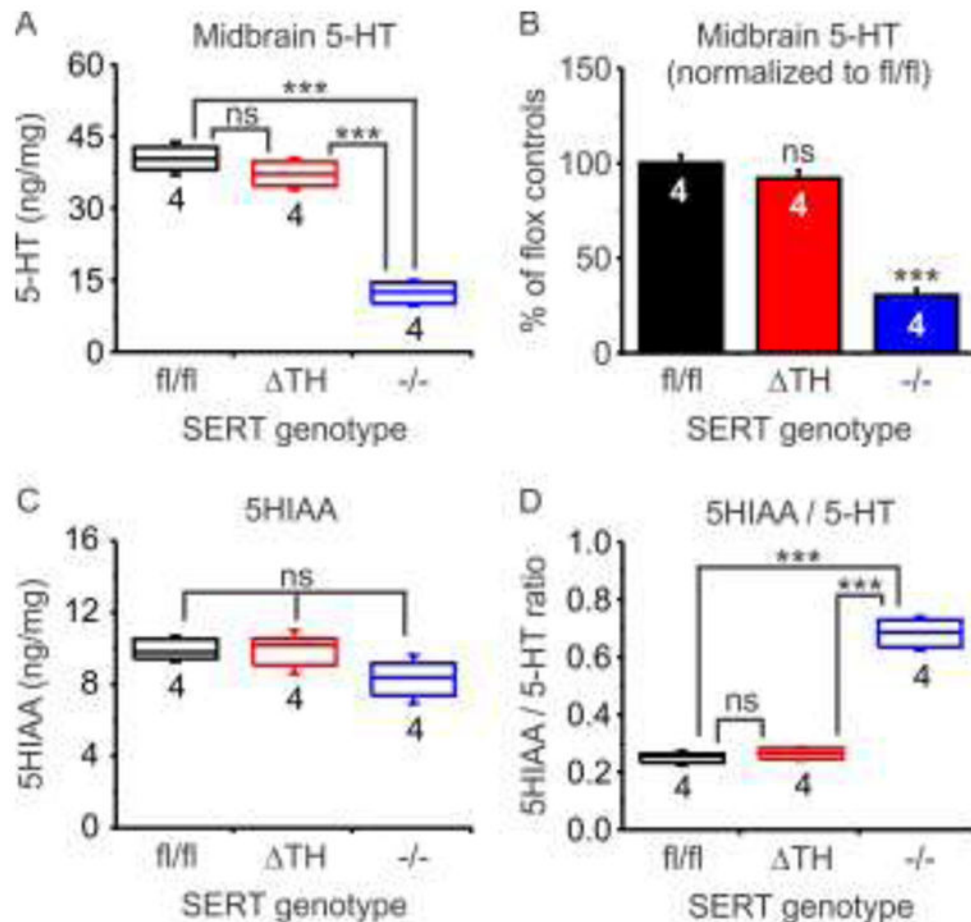 A
Midbrain 5-HT
5-HT (ng/mg)
60
45
30
15
0
***
ns
***
4
4
4
fl/fl
ΔTH
-/-
SERT genotype
B
Midbrain 5-HT
(normalized to fl/fl)
% of flox controls
150
100
50
0
4
ns
4
***
4
fl/fl
ΔTH
-/-
SERT genotype
C
5HIAA
5HIAA (ng/mg)
16
12
8
4
0
ns
4
4
4
fl/fl
ΔTH
-/-
SERT genotype
D
5HIAA / 5-HT
5HIAA / 5-HT ratio
1.0
0.8
0.6
0.4
0.2
0.0
***
***
ns
4
4
4
fl/fl
ΔTH
-/-
SERT genotype